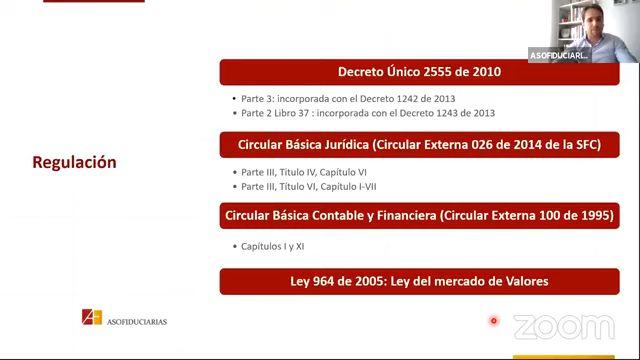 ASOFIDUCIARI...
Decreto Único 2555 de 2010
• Parte 3: incorporada con el Decreto 1242 de 2013
• Parte 2 Libro 37 : incorporada con el Decreto 1243 de 2013
Regulación
Circular Básica Jurídica (Circular Externa 026 de 2014 de la SFC)
• Parte III, Titulo IV, Capítulo VI
• Parte III, Título VI, Capítulo I-VII
Circular Básica Contable y Financiera (Circular Externa 100 de 1995)
• Capítulos I y XI
Ley 964 de 2005: Ley del mercado de Valores
ASOFIDUCIARIAS
zoom